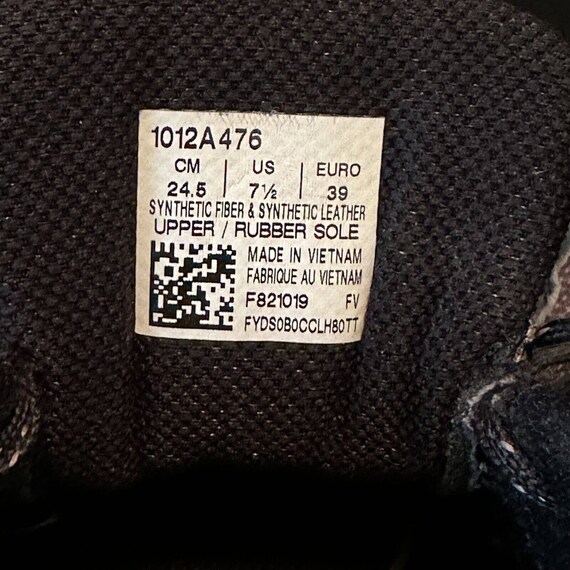 1012A476
CM | US | EURO
24.5 | 7½ | 39
SYNTHETIC FIBER & SYNTHETIC LEATHER
UPPER / RUBBER SOLE
MADE IN VIETNAM
FABRIQUE AU VIETNAM
F821019 FV
FYDS0B0CCLH80TT